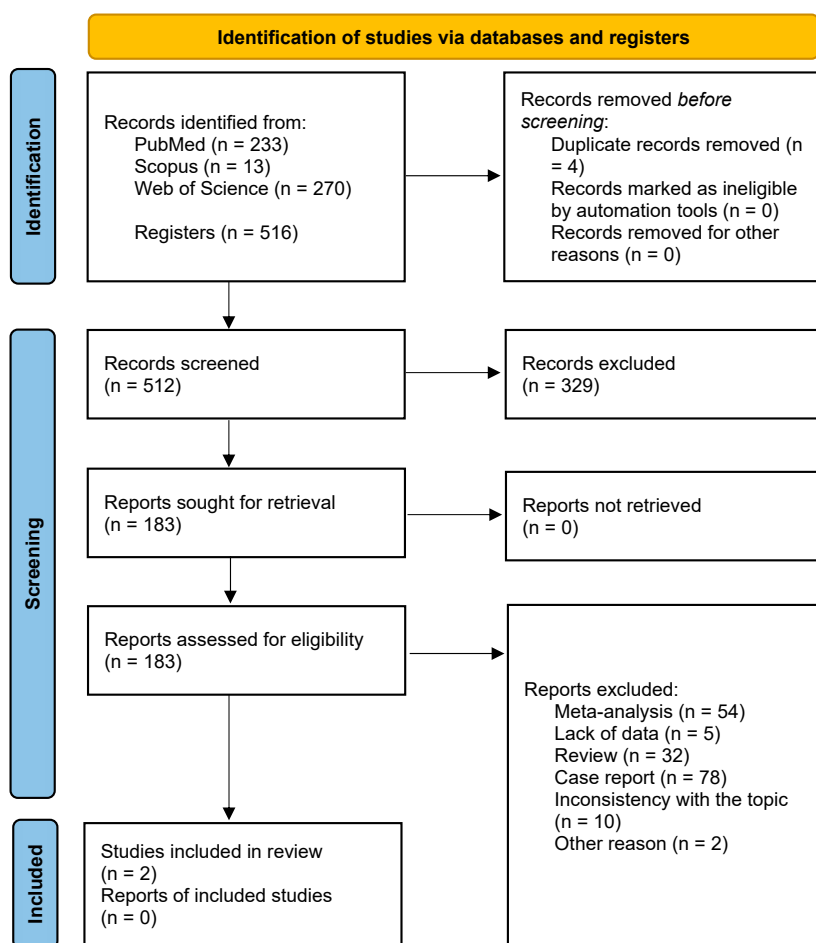 Identification of studies via databases and registers
Identification
Records identified from:
PubMed (n = 233)
Scopus (n = 13)
Web of Science (n = 270)
Registers (n = 516)
Records removed before
screening:
Duplicate records removed (n
= 4)
Records marked as ineligible
by automation tools (n = 0)
Records removed for other
reasons (n = 0)
Screening
Records screened
(n = 512)
Records excluded
(n = 329)
Reports sought for retrieval
(n = 183)
Reports not retrieved
(n = 0)
Reports assessed for eligibility
(n = 183)
Reports excluded:
Meta-analysis (n = 54)
Lack of data (n = 5)
Review (n = 32)
Case report (n = 78)
Inconsistency with the topic
(n = 10)
Other reason (n = 2)
Included
Studies included in review
(n = 2)
Reports of included studies
(n = 0)